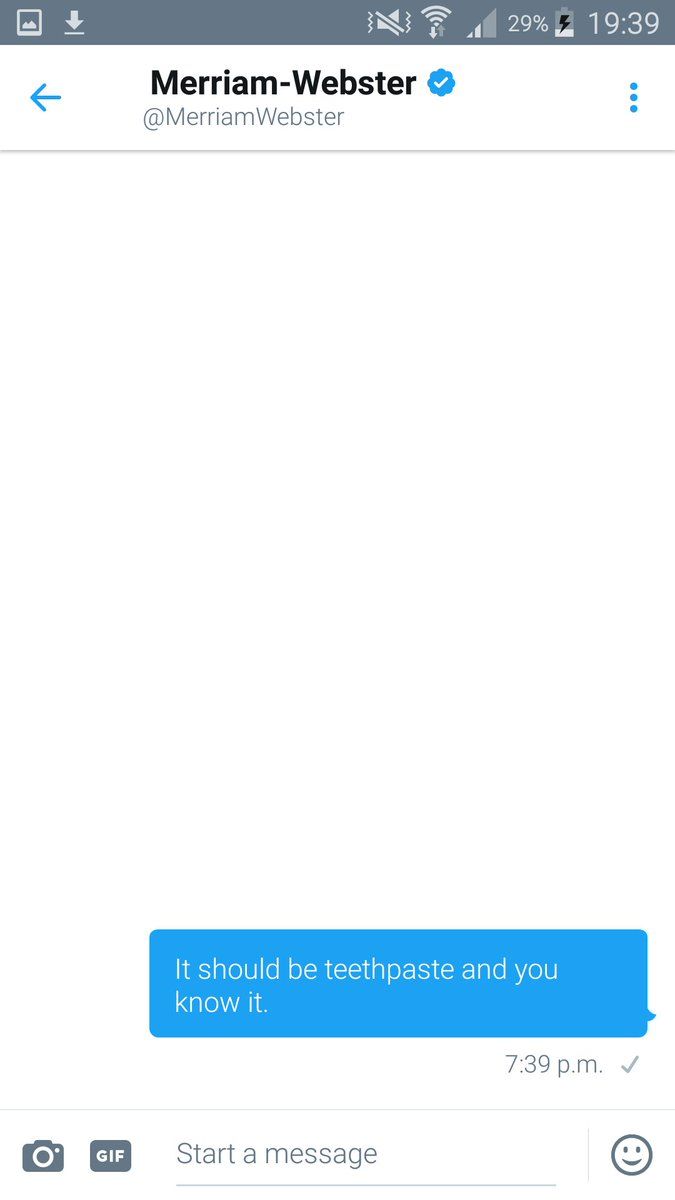 29% 19:39
Merriam-Webster
@MerriamWebster
It should be teethpaste and you
know it.
7:39 p.m.
GIF
Start a message